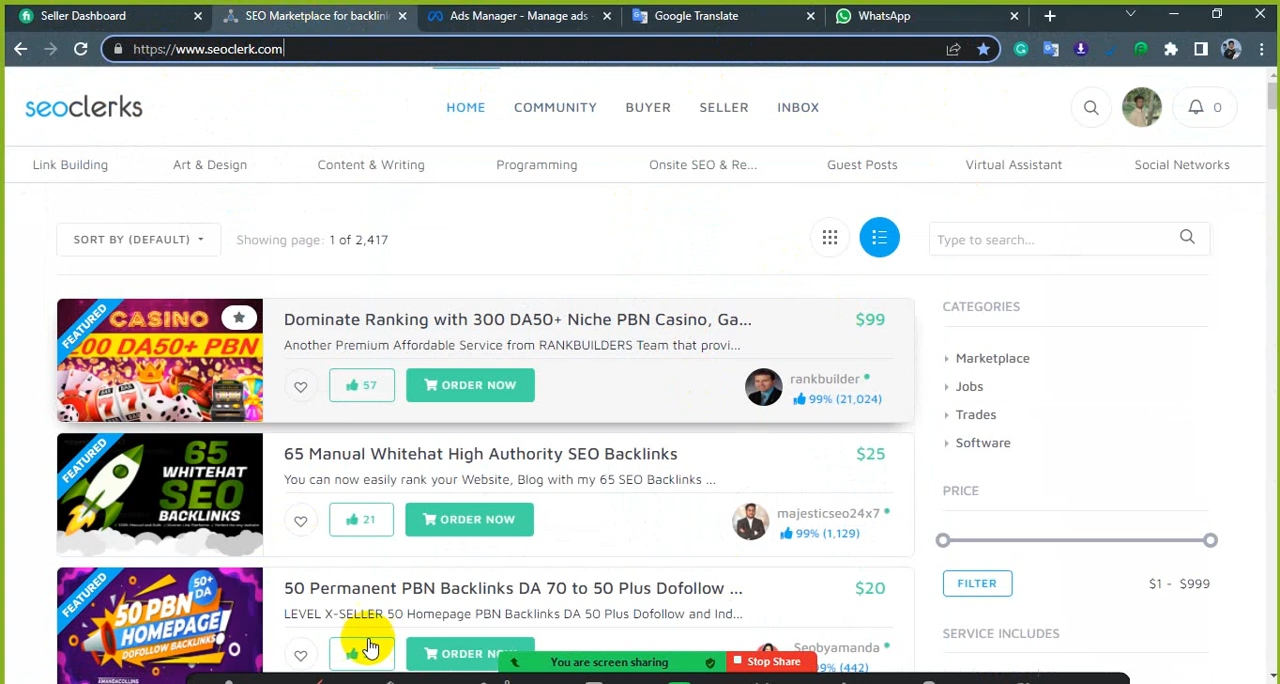 Seller Dashboard
SEO Marketplace for backlink
Ads Manager - Manage ads
Google Translate
WhatsApp
https://www.seoclerk.com
seoclerks
HOME COMMUNITY BUYER SELLER INBOX
0
Link Building Art & Design Content & Writing Programming Onsite SEO & Re... Guest Posts Virtual Assistant Social Networks
SORT BY (DEFAULT)
Showing page: 1 of 2,417
Type to search...
FEATURED
CASINO
DA50+ PBN
Dominate Ranking with 300 DA50+ Niche PBN Casino, Ga...
$99
Another Premium Affordable Service from RANKBUILDERS Team that provi...
57
ORDER NOW
rankbuilder
99% (21,024)
FEATURED
65
WHITEHAT
SEO
BACKLINKS
65 Manual Whitehat High Authority SEO Backlinks
$25
You can now easily rank your Website, Blog with my 65 SEO Backlinks ...
21
ORDER NOW
majesticseo24x7
99% (1,129)
FEATURED
50+
DA
50 PBN
HOMEPAGE
DOFOLLOW BACKLINKS
AMANDACOLLINS
50 Permanent PBN Backlinks DA 70 to 50 Plus Dofollow ...
$20
LEVEL X-SELLER 50 Homepage PBN Backlinks DA 50 Plus Dofollow and Ind...
ORDER NOW
Seobyamanda
99% (442)
CATEGORIES
Marketplace
Jobs
Trades
Software
PRICE
FILTER
$1 - $999
SERVICE INCLUDES
You are screen sharing
Stop Share